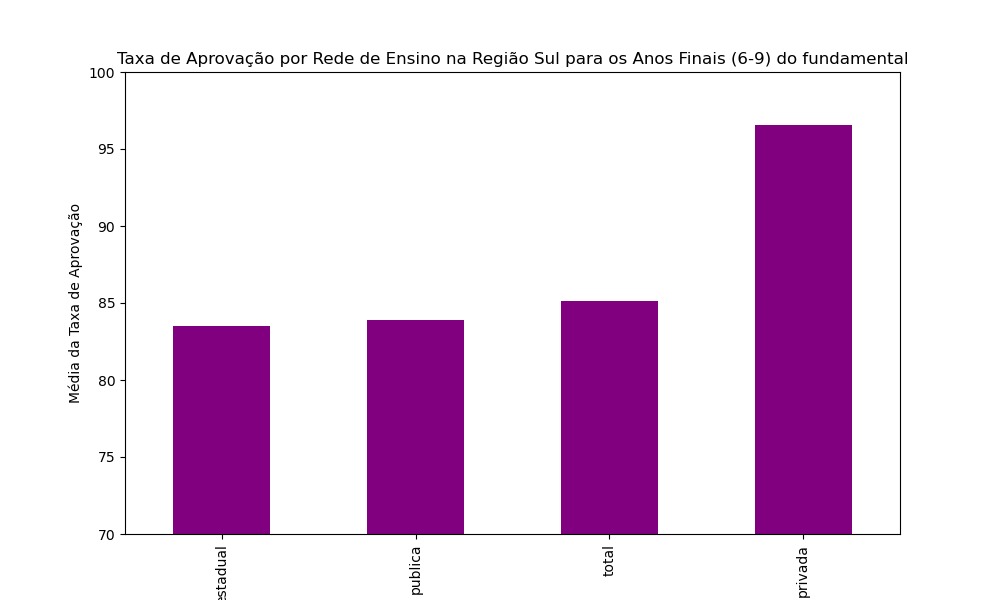 Taxa de Aprovação por Rede de Ensino na Região Sul para os Anos Finais (6-9) do fundamental
Média da Taxa de Aprovação
100
95
90
85
80
75
70
estadual
publica
total
privada